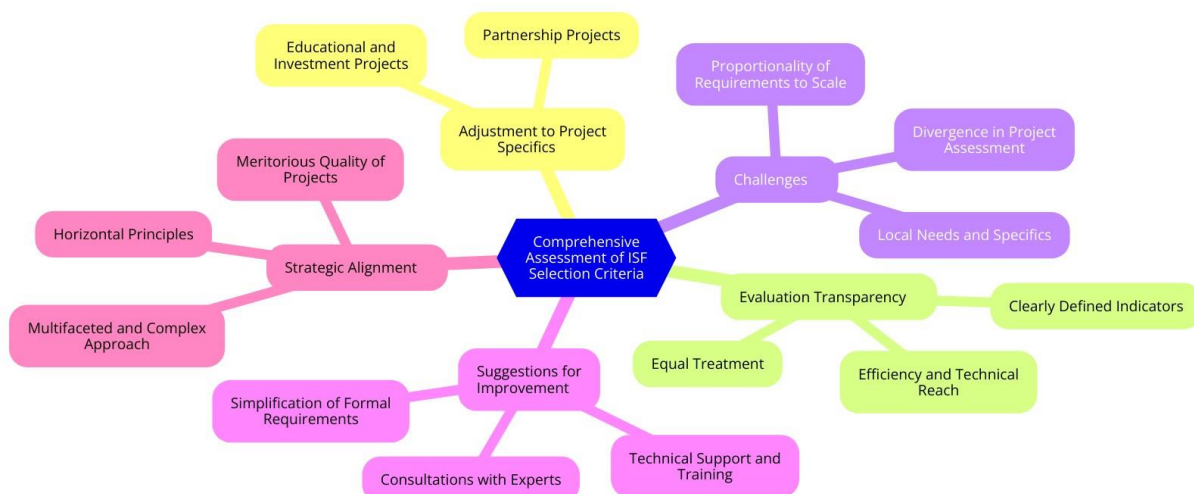 Comprehensive
Assessment of ISF
Selection Criteria
Adjustment to Project
Specifics
Educational and
Investment Projects
Partnership Projects
Challenges
Proportionality of
Requirements to Scale
Divergence in Project
Assessment
Local Needs and Specifics
Evaluation Transparency
Clearly Defined Indicators
Efficiency and Technical
Reach
Equal Treatment
Suggestions for
Improvement
Technical Support and
Training
Consultations with Experts
Simplification of Formal
Requirements
Strategic Alignment
Meritorious Quality of
Projects
Horizontal Principles
Multifaceted and Complex
Approach